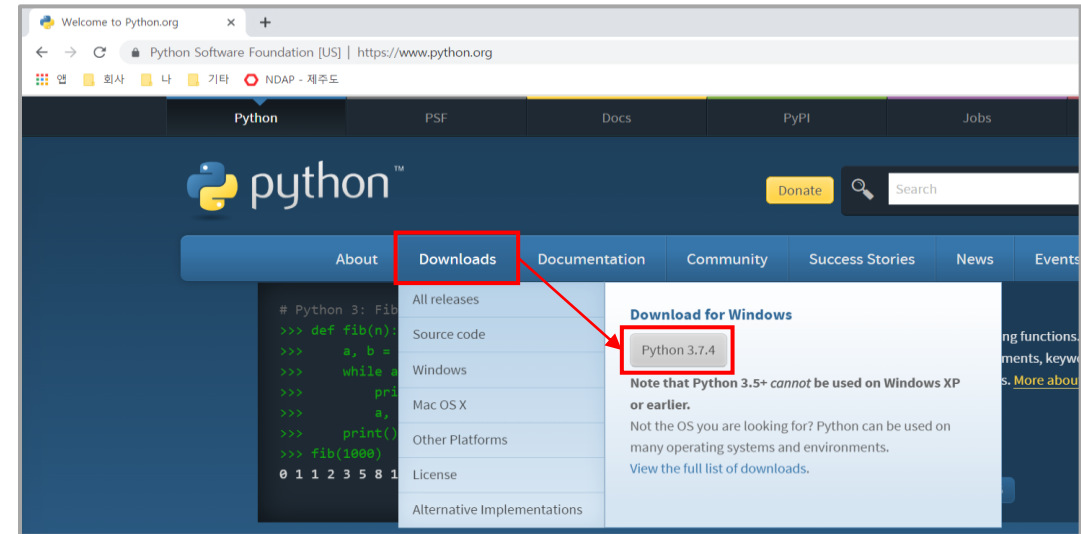 Welcome to Python.org
Python Software Foundation [US] | https://www.python.org
앱 회사 나 기타 NDAP - 제주도
Python PSF Docs PyPI Jobs
python™
Donate Search
About Downloads Documentation Community Success Stories News Events
# Python 3: Fib
>>> def fib(n):
>>> a, b =
>>> while a
>>> pri
>>> a,
>>> print()
>>> fib(1000)
0 1 1 2 3 5 8 1
All releases
Source code
Windows
Mac OS X
Other Platforms
License
Alternative Implementations
Download for Windows
Python 3.7.4
Note that Python 3.5+ cannot be used on Windows XP
or earlier.
Not the OS you are looking for? Python can be used on
many operating systems and environments.
View the full list of downloads.
ng functions.
ments, keywo
s. More abou